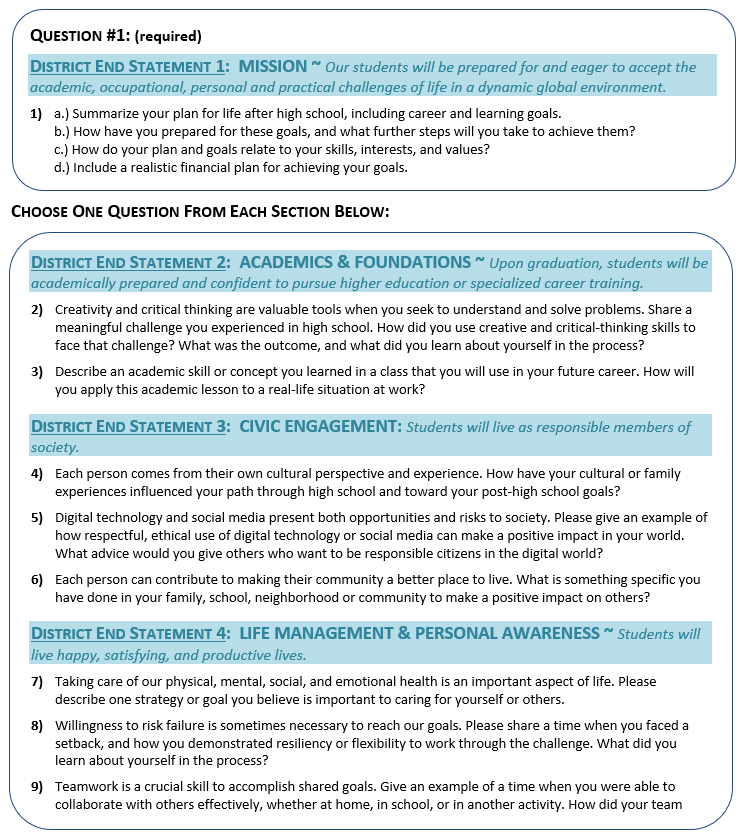 QUESTION #1: (required)
DISTRICT END STATEMENT 1: MISSION ~ Our students will be prepared for and eager to accept the
academic, occupational, personal and practical challenges of life in a dynamic global environment.
1) a.) Summarize your plan for life after high school, including career and learning goals.
b.) How have you prepared for these goals, and what further steps will you take to achieve them?
c.) How do your plan and goals relate to your skills, interests, and values?
d.) Include a realistic financial plan for achieving your goals.
CHOOSE ONE QUESTION FROM EACH SECTION BELOW:
DISTRICT END STATEMENT 2: ACADEMICS & FOUNDATIONS ~ Upon graduation, students will be
academically prepared and confident to pursue higher education or specialized career training.
2) Creativity and critical thinking are valuable tools when you seek to understand and solve problems. Share a
meaningful challenge you experienced in high school. How did you use creative and critical-thinking skills to
face that challenge? What was the outcome, and what did you learn about yourself in the process?
3) Describe an academic skill or concept you learned in a class that you will use in your future career. How will
you apply this academic lesson to a real-life situation at work?
DISTRICT END STATEMENT 3: CIVIC ENGAGEMENT: Students will live as responsible members of
society.
4) Each person comes from their own cultural perspective and experience. How have your cultural or family
experiences influenced your path through high school and toward your post-high school goals?
5) Digital technology and social media present both opportunities and risks to society. Please give an example of
how respectful, ethical use of digital technology or social media can make a positive impact in your world.
What advice would you give others who want to be responsible citizens in the digital world?
6) Each person can contribute to making their community a better place to live. What is something specific you
have done in your family, school, neighborhood or community to make a positive impact on others?
DISTRICT END STATEMENT 4: LIFE MANAGEMENT & PERSONAL AWARENESS ~ Students will
live happy, satisfying, and productive lives.
7) Taking care of our physical, mental, social, and emotional health is an important aspect of life. Please
describe one strategy or goal you believe is important to caring for yourself or others.
8) Willingness to risk failure is sometimes necessary to reach our goals. Please share a time when you faced a
setback, and how you demonstrated resiliency or flexibility to work through the challenge. What did you
learn about yourself in the process?
9) Teamwork is a crucial skill to accomplish shared goals. Give an example of a time when you were able to
collaborate with others effectively, whether at home, in school, or in another activity. How did your team